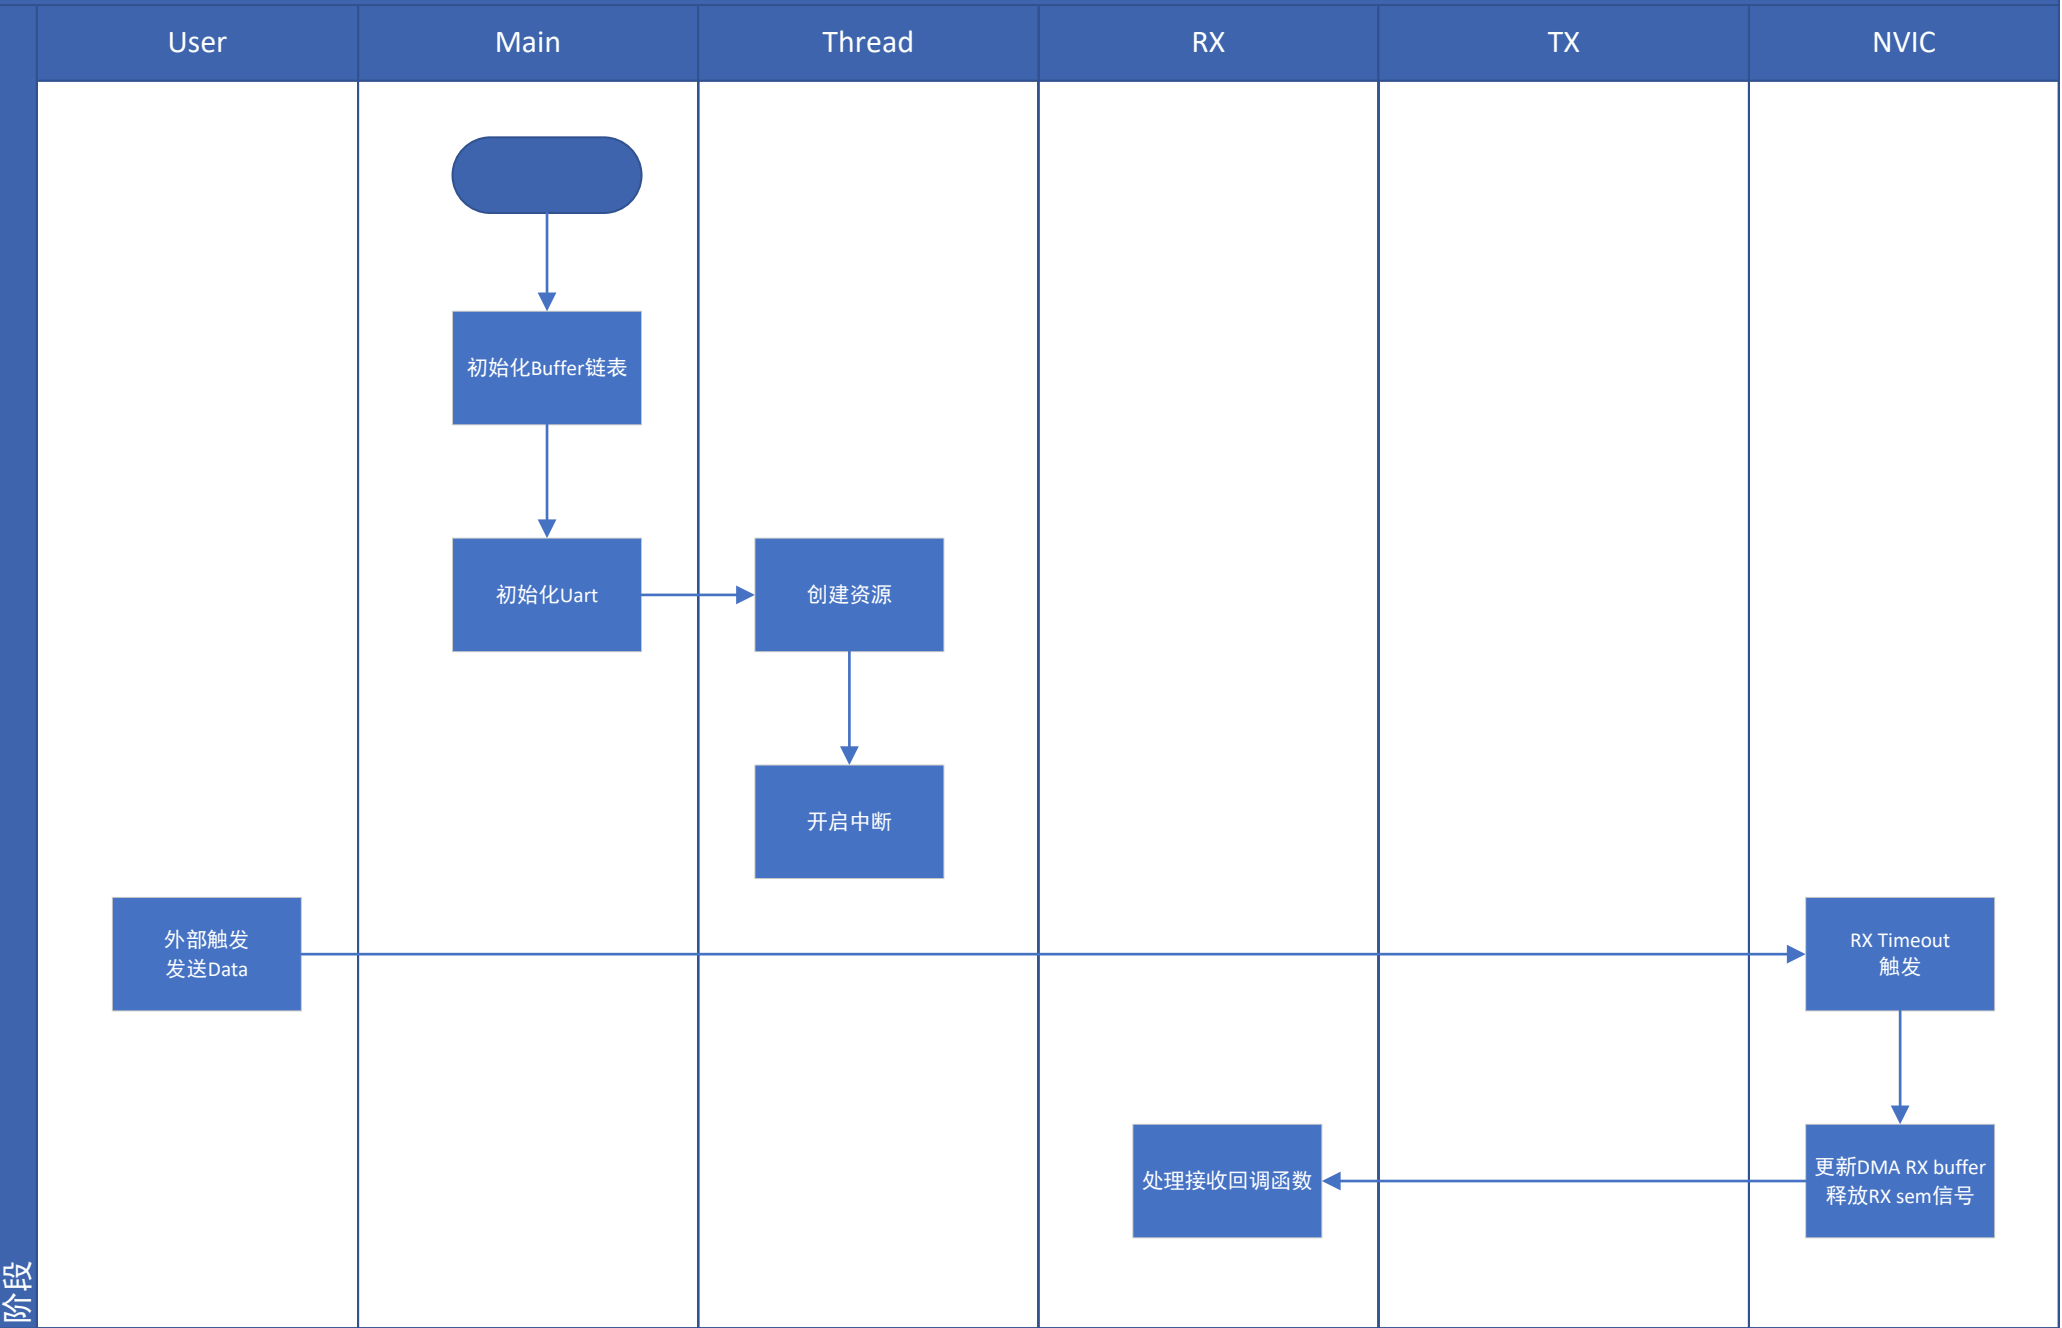 User
Main
Thread
RX
TX
NVIC
初始化Buffer链表
初始化Uart
创建资源
开启中断
外部触发
发送Data
RX Timeout
触发
处理接收回调函数
更新DMA RX buffer
释放RX sem信号
阶段